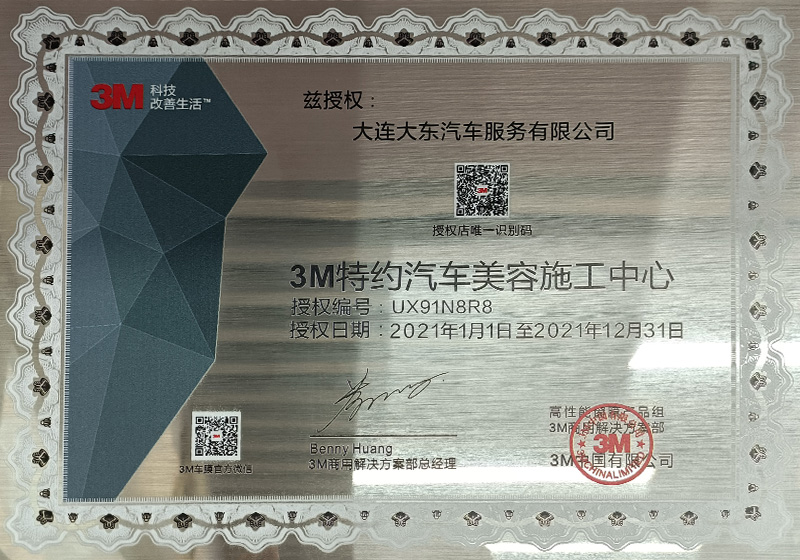 3M 科技
改善生活™
兹授权：
大连大东汽车服务有限公司
3M
授权店唯一识别码
3M特约汽车美容施工中心
授权编号：UX91N8R8
授权日期：2021年1月1日至2021年12月31日
3M
3M车膜官方微信
Benny Huang
3M商用解决方案部总经理
高性能 产品组
3M商用解决方案部
3M中国有限公司
3M
CHINA LIMITED